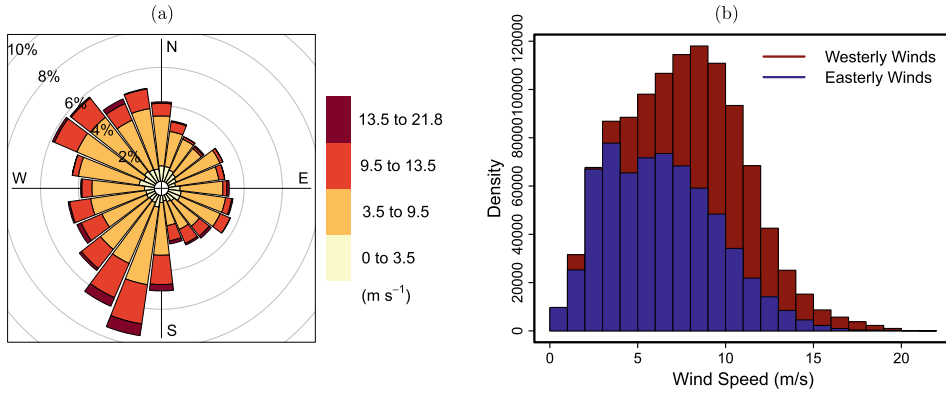 (a)
N
10%
8%
6%
4%
2%
W
E
S
13.5 to 21.8
9.5 to 13.5
3.5 to 9.5
0 to 3.5
(m s⁻¹)
(b)
Westerly Winds
Easterly Winds
Density
0
20000
40000
60000
80000
100000
120000
0 5 10 15 20
Wind Speed (m/s)